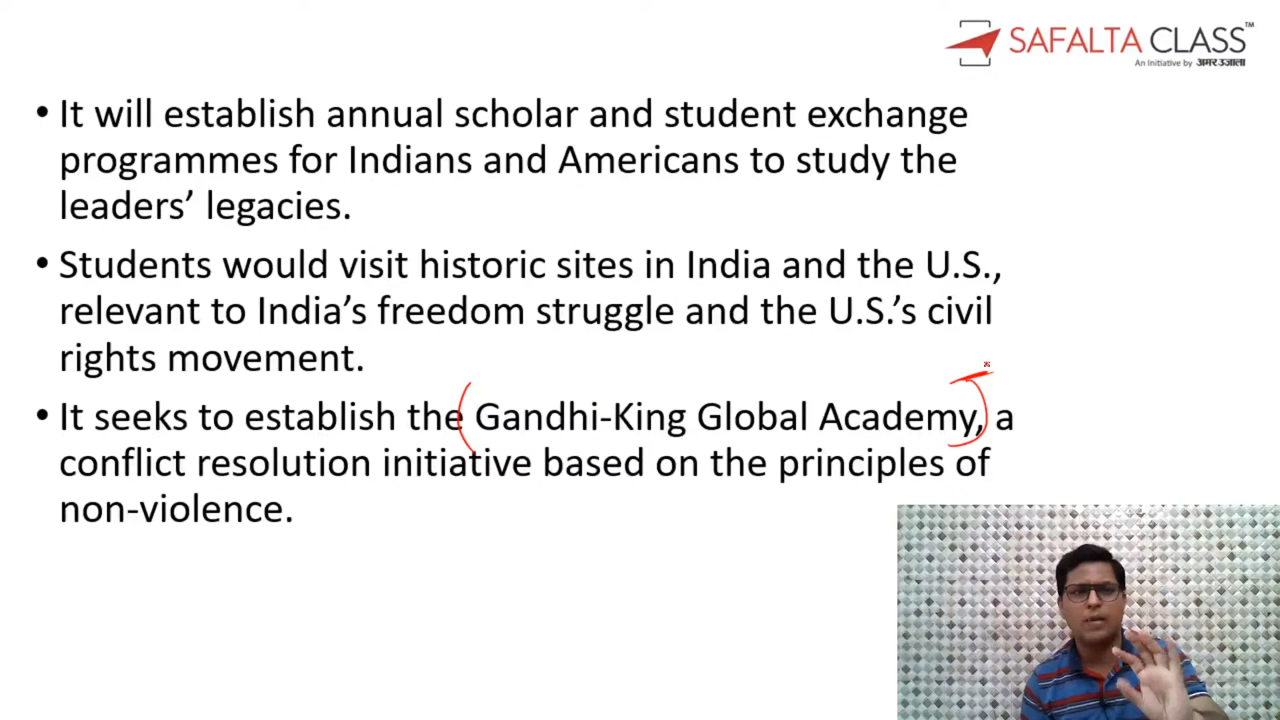 SAFALTA CLASS™
An Initiative by अमर उजाला
• It will establish annual scholar and student exchange
programmes for Indians and Americans to study the
leaders’ legacies.
• Students would visit historic sites in India and the U.S.,
relevant to India’s freedom struggle and the U.S.’s civil
rights movement.
• It seeks to establish the Gandhi-King Global Academy, a
conflict resolution initiative based on the principles of
non-violence.